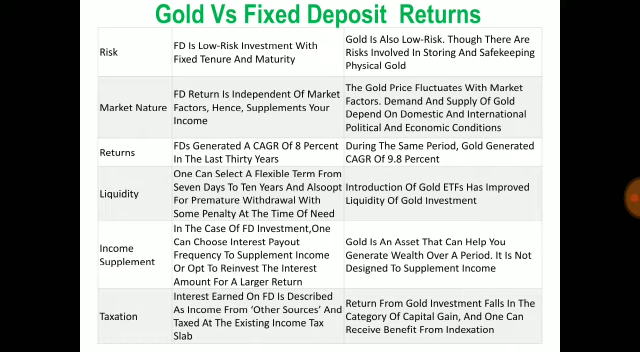 Gold Vs Fixed Deposit  Returns
Risk
FD Is Low-Risk Investment With
Fixed Tenure And Maturity
Gold Is Also Low-Risk. Though There Are
Risks Involved In Storing And Safekeeping
Physical Gold
Market Nature
FD Return Is Independent Of Market
Factors, Hence, Supplements Your
Income
The Gold Price Fluctuates With Market
Factors. Demand And Supply Of Gold
Depend On Domestic And International
Political And Economic Conditions
Returns
FDs Generated A CAGR Of 8 Percent
In The Last Thirty Years
During The Same Period, Gold Generated
CAGR Of 9.8 Percent
Liquidity
One Can Select A Flexible Term From
Seven Days To Ten Years And Alsoopt
For Premature Withdrawal With
Some Penalty At The Time Of Need
Introduction Of Gold ETFs Has Improved
Liquidity Of Gold Investment
Income
Supplement
In The Case Of FD Investment,One
Can Choose Interest Payout
Frequency To Supplement Income
Or Opt To Reinvest The Interest
Amount For A Larger Return
Gold Is An Asset That Can Help You
Generate Wealth Over A Period. It Is Not
Designed To Supplement Income
Taxation
Interest Earned On FD Is Described
As Income From ‘Other Sources’ And
Taxed At The Existing Income Tax
Slab
Return From Gold Investment Falls In The
Category Of Capital Gain, And One Can
Receive Benefit From Indexation